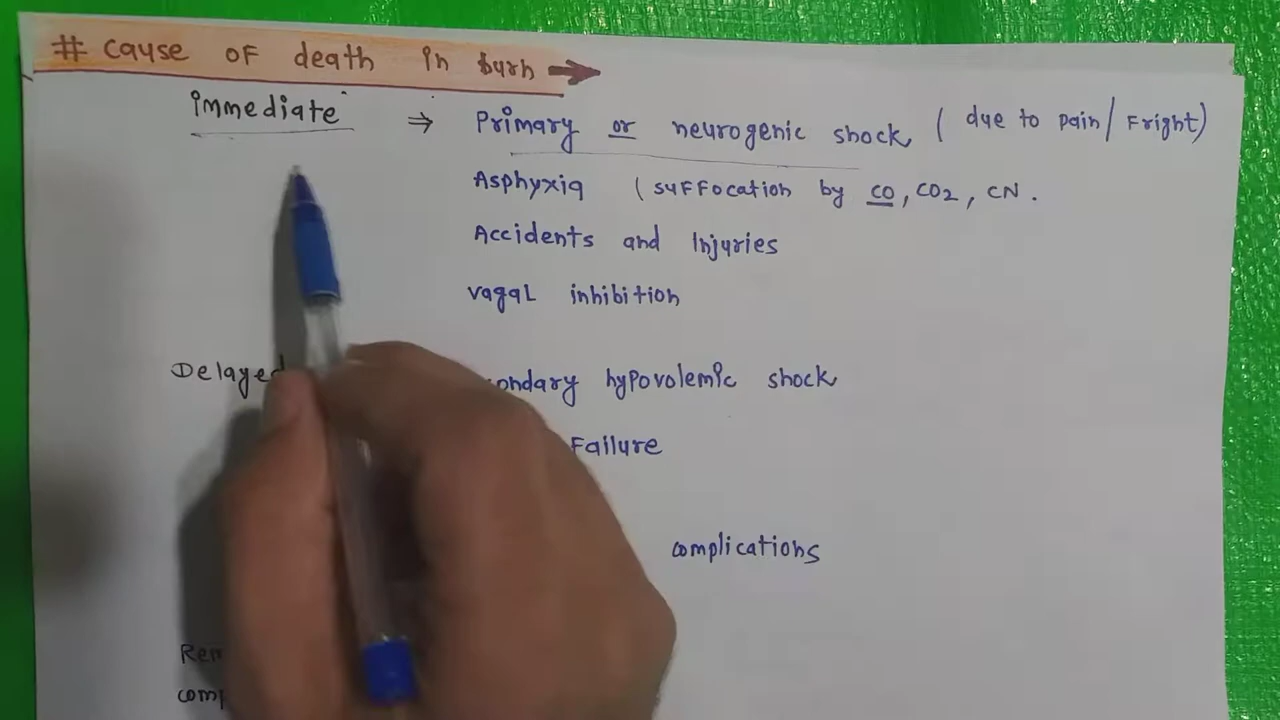 # cause of death in burn →
immediate ⇒ Primary or neurogenic shock ( due to pain/Fright)
Asphyxia ( suffocation by CO, CO2, CN.
Accidents and Injuries
vagal inhibition
Delayed hypovolemic shock
Failure
complications